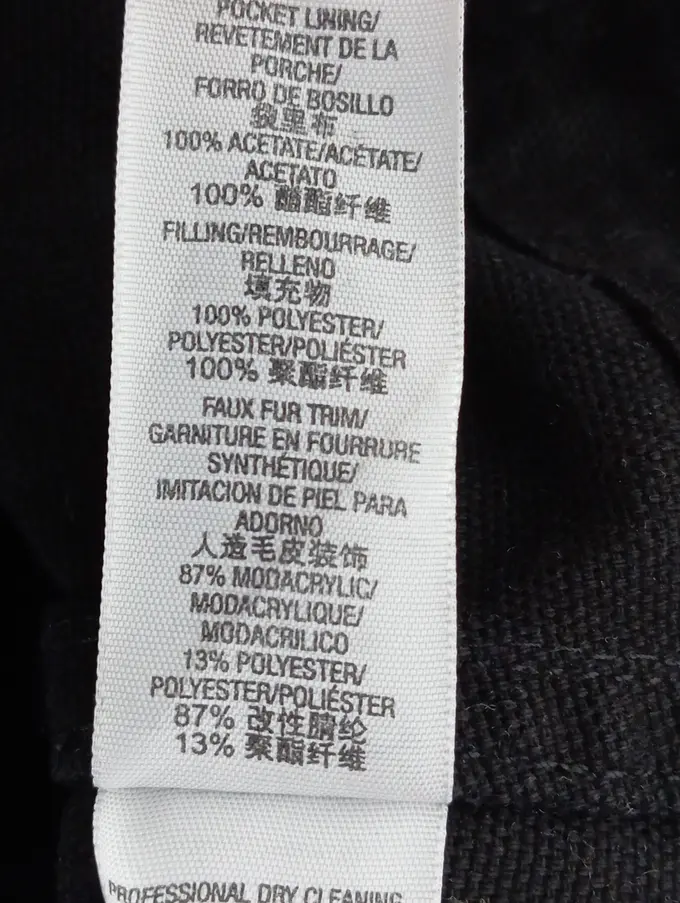 POCKET LINING/
REVETEMENT DE LA
PORCHE/
FORRO DE BOSILLO
袋里布
100% ACETATE/ACÉTATE/
ACETATO
100% 醋酯纤维
FILLING/REMBOURRAGE/
RELLENO
填充物
100% POLYESTER/
POLYESTER/POLIÉSTER
100% 聚酯纤维
FAUX FUR TRIM/
GARNITURE EN FOURRURE
SYNTHÉTIQUE/
IMITACION DE PIEL PARA
ADORNO
人造毛皮装饰
87% MODACRYLIC/
MODACRYLIQUE/
MODACRILICO
13% POLYESTER/
POLYESTER/POLIÉSTER
87% 改性腈纶
13% 聚酯纤维
PROFESSIONAL DRY CLEANING